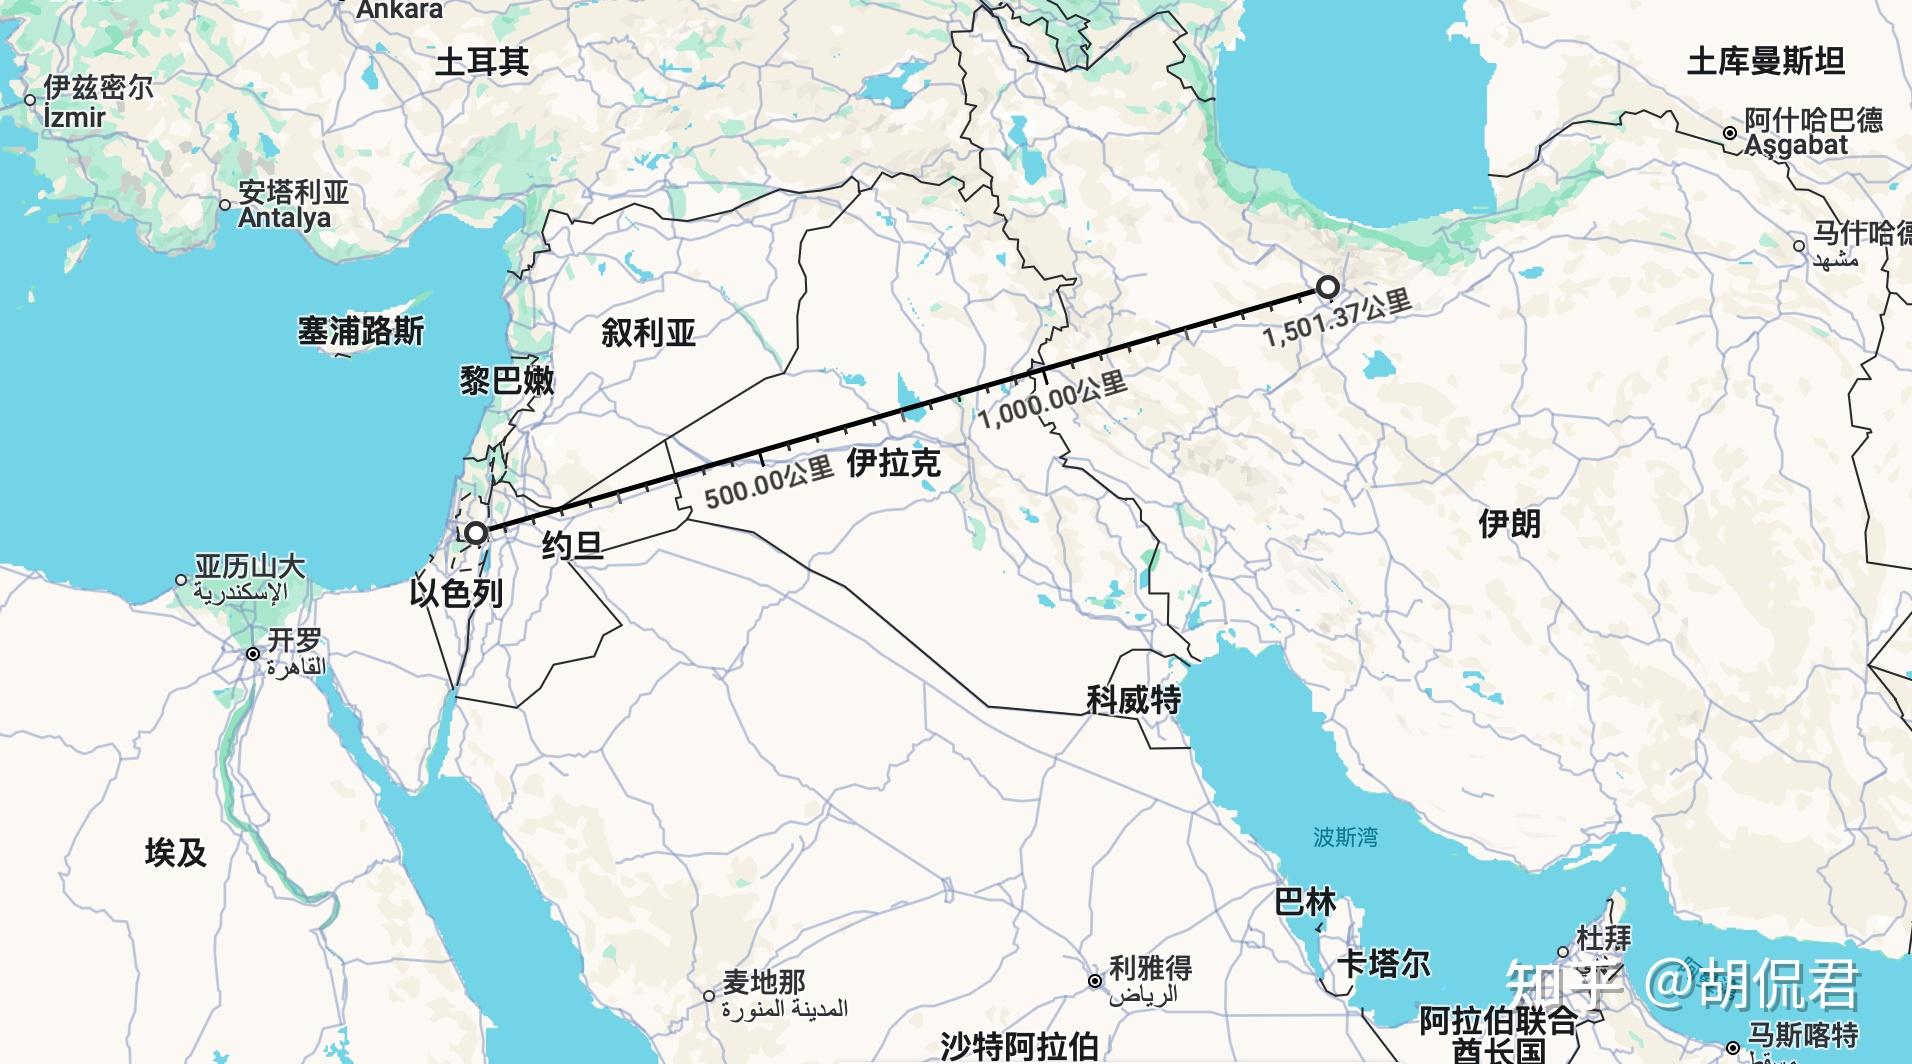 Ankara
土耳其
土库曼斯坦
伊兹密尔
İzmir
阿什哈巴德
Aşgabat
安塔利亚
Antalya
马什哈德
مشهد
塞浦路斯
叙利亚
1,501.37公里
黎巴嫩
1,000.00公里
伊拉克
500.00公里
伊朗
约旦
亚历山大
الإسكندرية
以色列
开罗
القاهرة
科威特
波斯湾
埃及
巴林
杜拜
卡塔尔
利雅得
الرياض
麦地那
المدينة المنورة
知乎 @胡侃君
阿拉伯联合
酋长国
沙特阿拉伯
马斯喀特
مسقط